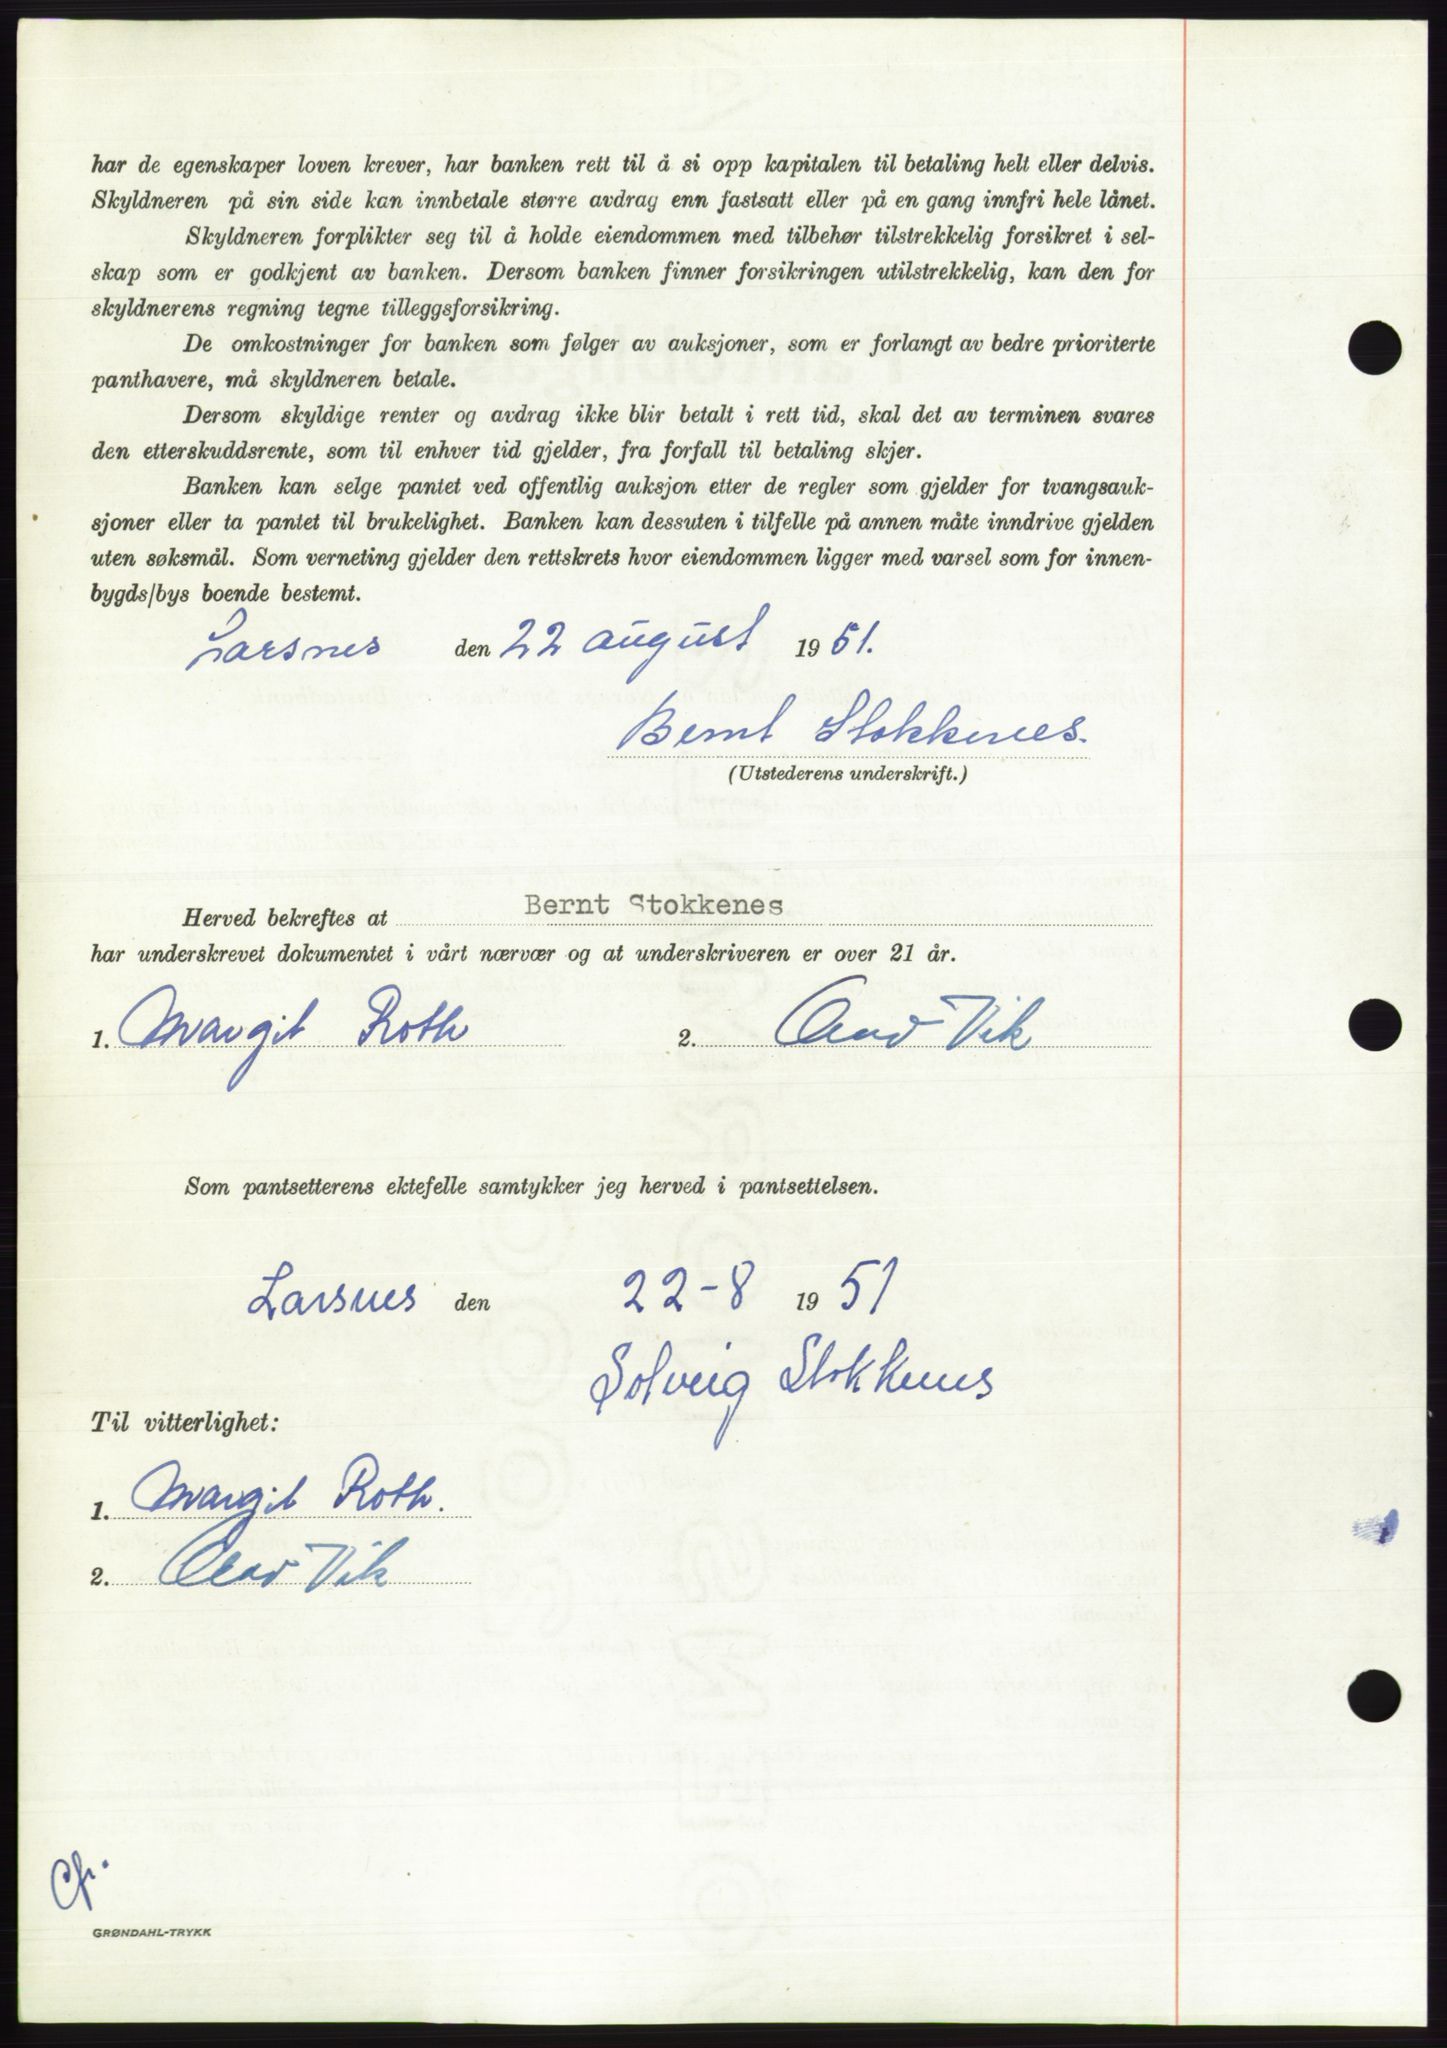 har de egenskaper loven krever, har banken rett til å si opp kapitalen til betaling helt eller delvis.
Skyldneren på sin side kan innbetale større avdrag enn fastsatt eller på en gang innfri hele lånet.
Skyldneren forplikter seg til å holde eiendommen med tilbehør tilstrekkelig forsikret i sel-
skap som er godkjent av banken. Dersom banken finner forsikringen utilstrekkelig, kan den for
skyldnerens regning tegne tilleggsforsikring.
De omkostninger for banken som følger av auksjoner, som er forlangt av bedre prioriterte
panthavere, må skyldneren betale.
Dersom skyldige renter og avdrag ikke blir betalt i rett tid, skal det av terminen svares
den etterskuddsrente, som til enhver tid gjelder, fra forfall til betaling skjer.
Banken kan selge pantet ved offentlig auksjon etter de regler som gjelder for tvangsauk-
sjoner eller ta pantet til brukelighet. Banken kan dessuten i tilfelle på annen måte inndrive gjelden
uten søksmål. Som verneting gjelder den rettskrets hvor eiendommen ligger med varsel som for innen-
bygds/bys boende bestemt.
Larsnes den 22 august 1951.
Bernt Stokkenes.
(Utstederens underskrift.)
Herved bekreftes at Bernt Stokkenes
har underskrevet dokumentet i vårt nærvær og at underskriveren er over 21 år.
1. Margit Roth 2. Vik
Som pantsetterens ektefelle samtykker jeg herved i pantsettelsen.
Larsnes den 22-8 1951
Solveig Stokkenes
Til vitterlighet:
1. Margit Roth.
2. Vik
GRØNDAHL-TRYKK